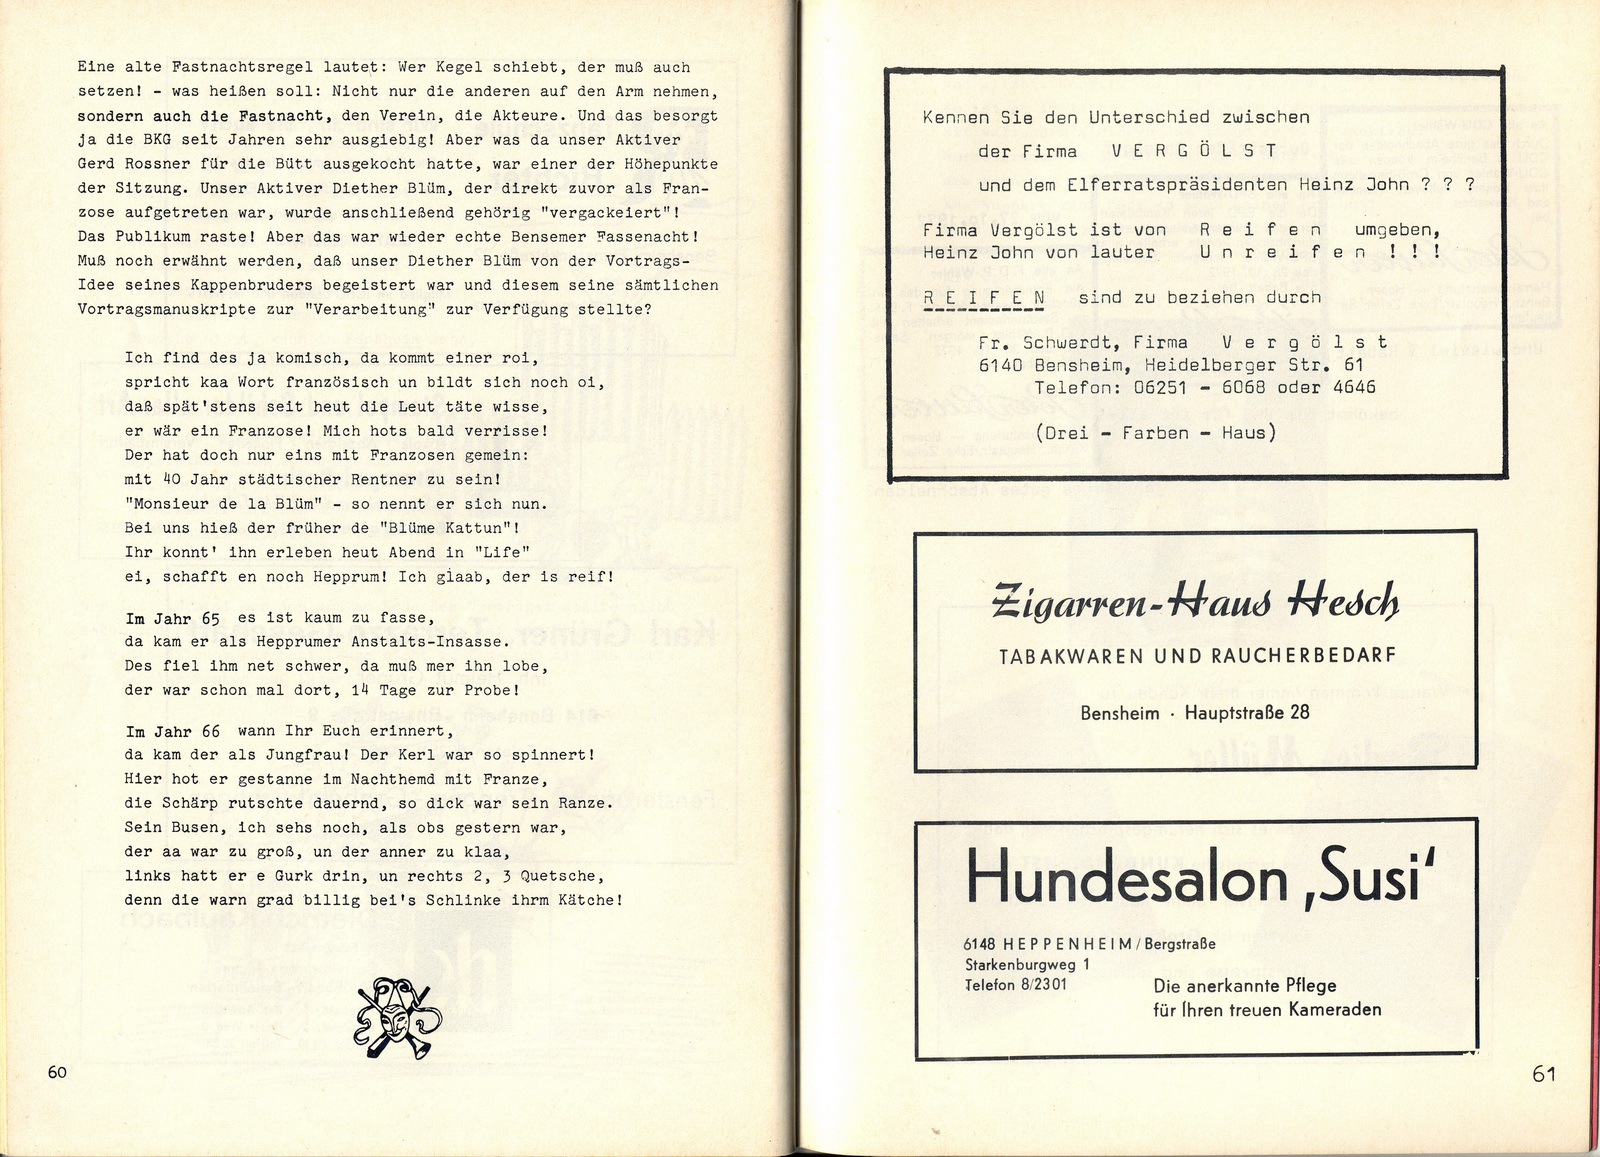 Eine alte Fastnachtsregel lautet: Wer Kegel schiebt, der muß auch
setzen! - was heißen soll: Nicht nur die anderen auf den Arm nehmen,
sondern auch die Fastnacht, den Verein, die Akteure. Und das besorgt
ja die BKG seit Jahren sehr ausgiebig! Aber was da unser Aktiver
Gerd Rossner für die Bütt ausgekocht hatte, war einer der Höhepunkte
der Sitzung. Unser Aktiver Diether Blüm, der direkt zuvor als Fran-
zose aufgetreten war, wurde anschließend gehörig "vergackeiert"!
Das Publikum raste! Aber das war wieder echte Bensemer Fassenacht!
Muß noch erwähnt werden, daß unser Diether Blüm von der Vortrags-
Idee seines Kappenbruders begeistert war und diesem seine sämtlichen
Vortragsmanuskripte zur "Verarbeitung" zur Verfügung stellte?
Ich find des ja komisch, da kommt einer roi,
spricht kaa Wort französisch un bildt sich noch oi,
daß spät'stens seit heut die Leut täte wisse,
er wär ein Franzose! Mich hots bald verrisse!
Der hat doch nur eins mit Franzosen gemein:
mit 40 Jahr städtischer Rentner zu sein!
"Monsieur de la Blüm" - so nennt er sich nun.
Bei uns hieß der früher de "Blüme Kattun"!
Ihr konnt' ihn erleben heut Abend in "Life"
ei, schafft en noch Hepprum! Ich glaab, der is reif!
Im Jahr 65 es ist kaum zu fasse,
da kam er als Hepprumer Anstalts-Insasse.
Des fiel ihm net schwer, da muß mer ihn lobe,
der war schon mal dort, 14 Tage zur Probe!
Im Jahr 66 wann Ihr Euch erinnert,
da kam der als Jungfrau! Der Kerl war so spinnert!
Hier hot er gestanne im Nachthemd mit Franze,
die Schärp rutschte dauernd, so dick war sein Ranze.
Sein Busen, ich sehs noch, als obs gestern war,
der aa war zu groß, un der anner zu klaa,
links hatt er e Gurk drin, un rechts 2, 3 Quetsche,
denn die warn grad billig bei's Schlinke ihrm Kätche!
60
Kennen Sie den Unterschied zwischen
der Firma V E R G Ö L S T
und dem Elferratspräsidenten Heinz John ? ? ?
Firma Vergölst ist von R e i f e n umgeben,
Heinz John von lauter U n r e i f e n ! ! !
R E I F E N sind zu beziehen durch
Fr. Schwerdt, Firma V e r g ö l s t
6140 Bensheim, Heidelberger Str. 61
Telefon: 06251 - 6068 oder 4646
(Drei - Farben - Haus)
Zigarren-Haus Hesch
TABAKWAREN UND RAUCHERBEDARF
Bensheim · Hauptstraße 28
Hundesalon ‚Susi‘
6148 HEPPENHEIM/Bergstraße
Starkenburgweg 1
Telefon 8/2301
Die anerkannte Pflege
für Ihren treuen Kameraden
61